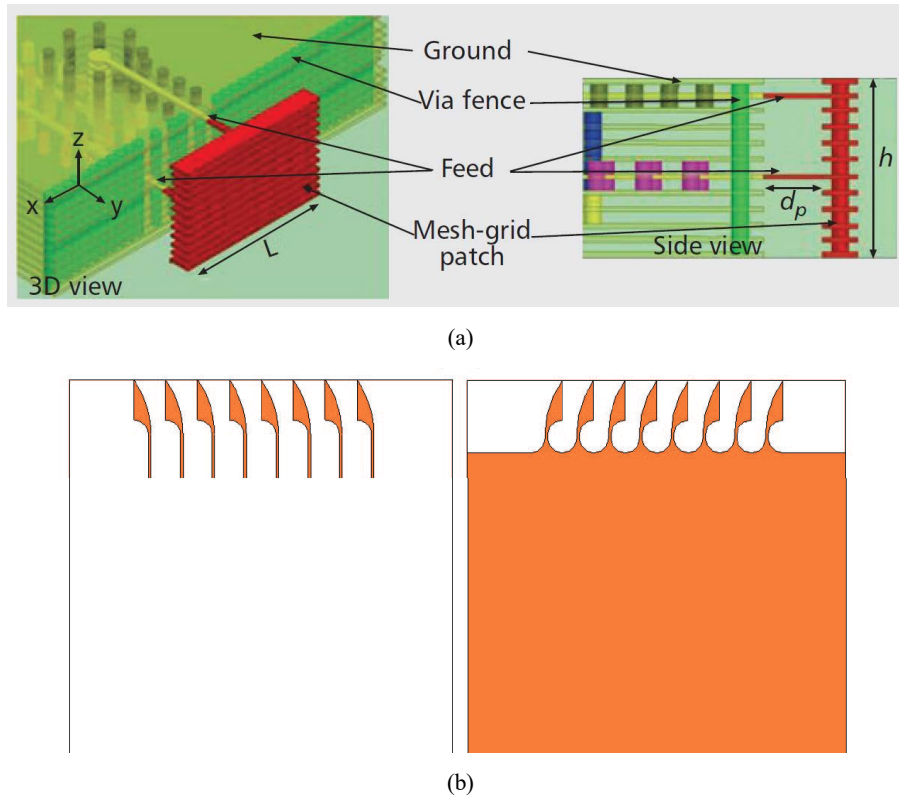 Ground
Via fence
Feed
Mesh-grid
patch
z
x
y
L
3D view
h
d_p
Side view
(a)
(b)